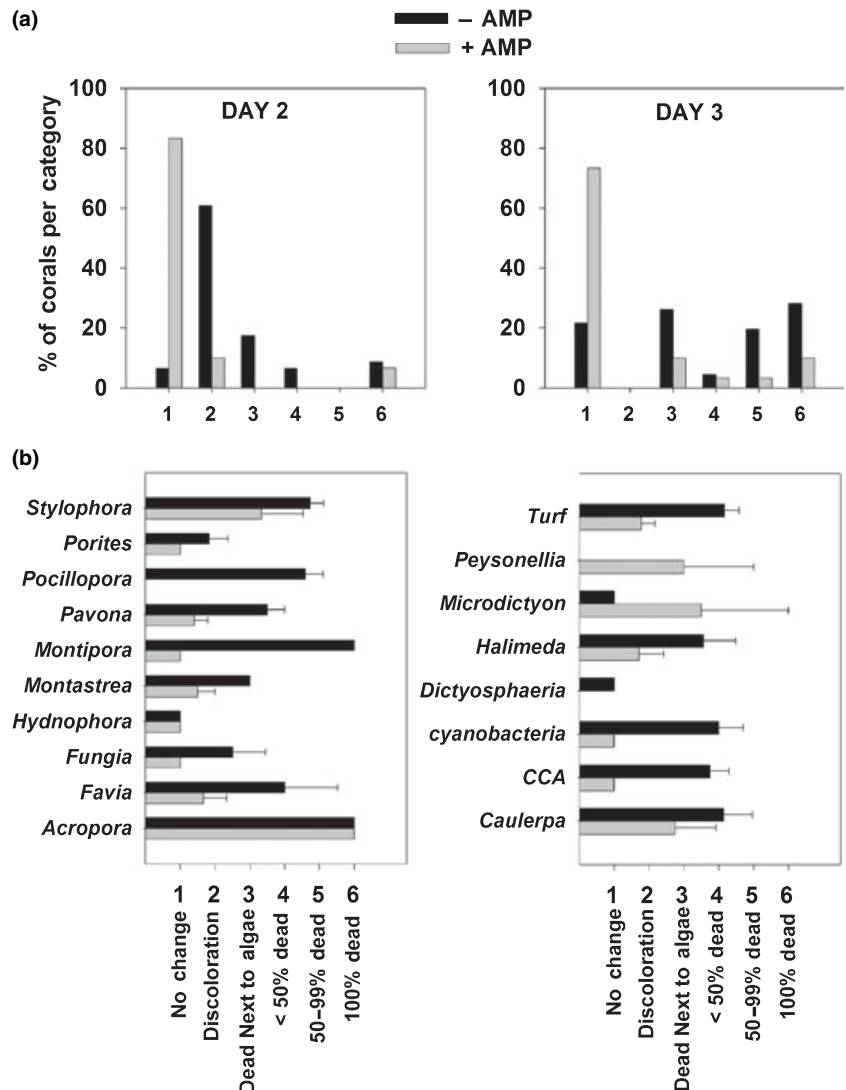 (a)
– AMP
+ AMP
% of corals per category
100
80
60
40
20
0
DAY 2
1 2 3 4 5 6
100
80
60
40
20
0
DAY 3
1 2 3 4 5 6
(b)
Stylophora
Porites
Pocillopora
Pavona
Montipora
Montastrea
Hydnophora
Fungia
Favia
Acropora
No change 1
Discoloration 2
Dead Next to algae 3
< 50% dead 4
50–99% dead 5
100% dead 6
Turf
Peysonellia
Microdictyon
Halimeda
Dictyosphaeria
cyanobacteria
CCA
Caulerpa
No change 1
Discoloration 2
Dead Next to algae 3
< 50% dead 4
50–99% dead 5
100% dead 6